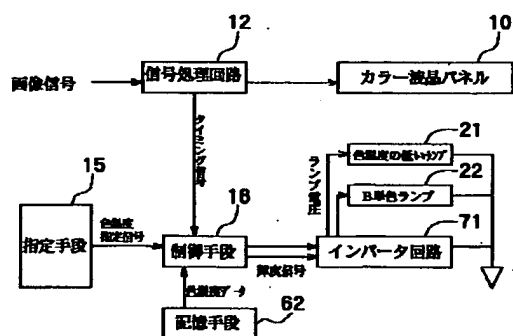 12
10
画像信号
信号処理回路
カラー液晶パネル
タイミング信号
ランプ電圧
21
色温度の低いランプ
22
B単色ランプ
15
指定手段
色温度
指定信号
16
制御手段
輝度信号
71
インバータ回路
色温度データ
62
記憶手段